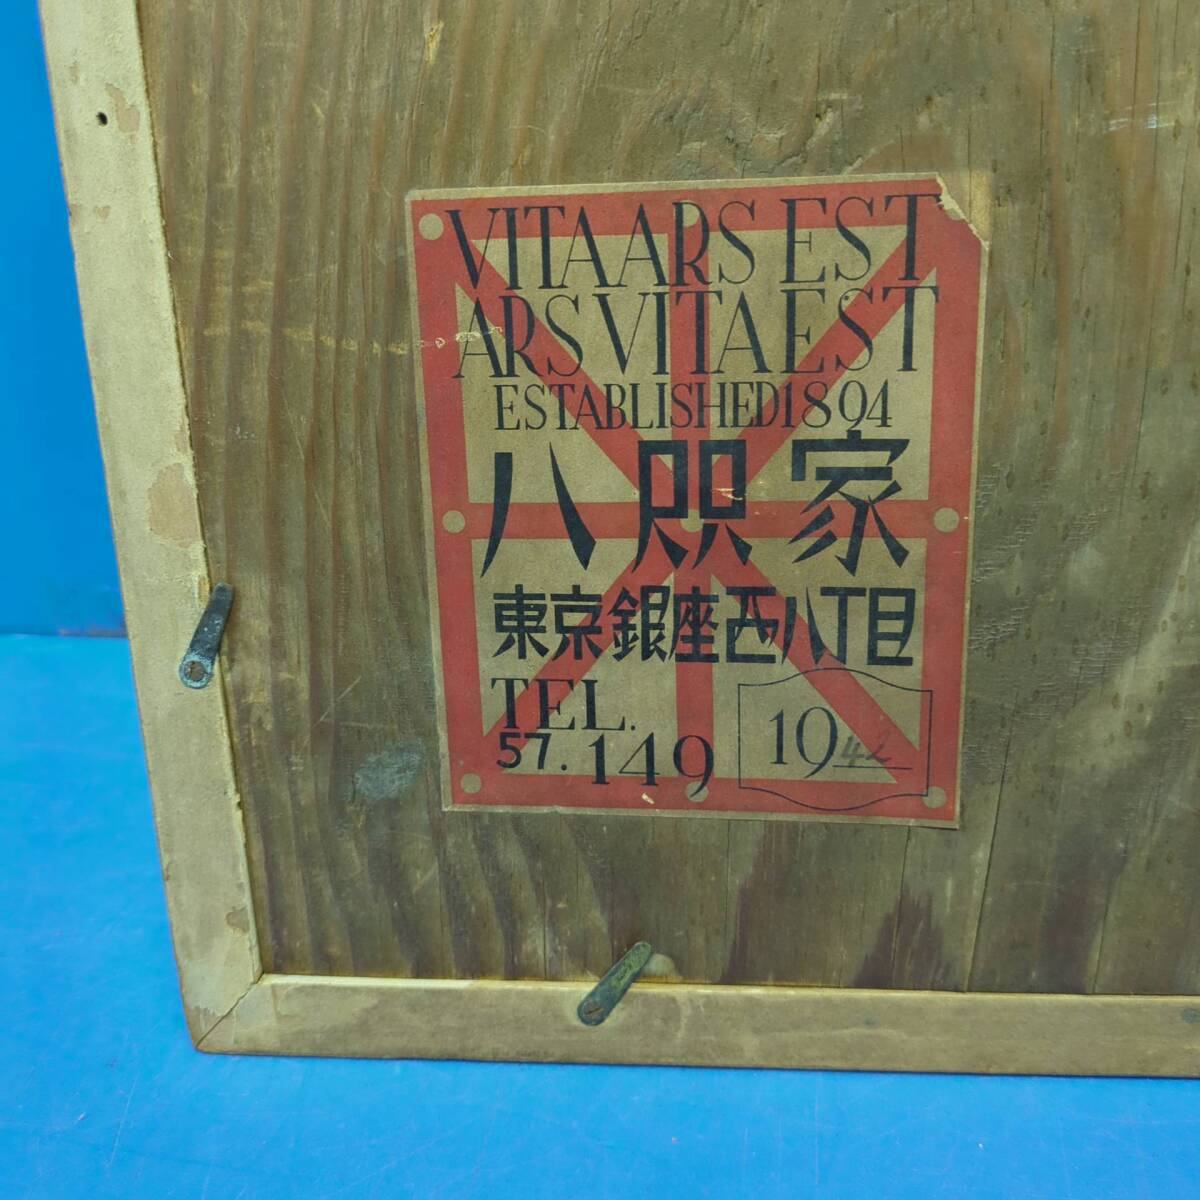 VITA ARS EST
ARS VITA EST
ESTABLISHED 1894
八咫家
東京銀座西八丁目
TEL.
57.149
1942